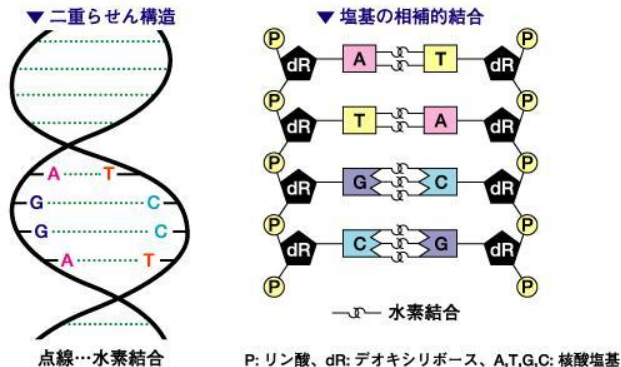 ▼二重らせん構造
A T
G C
G C
A T
点線…水素結合
▼塩基の相補的結合
P P
dR A T dR
P P
dR T A dR
P P
dR G C dR
P P
dR C G dR
P P
水素結合
P: リン酸、dR: デオキシリボース、A,T,G,C: 核酸塩基